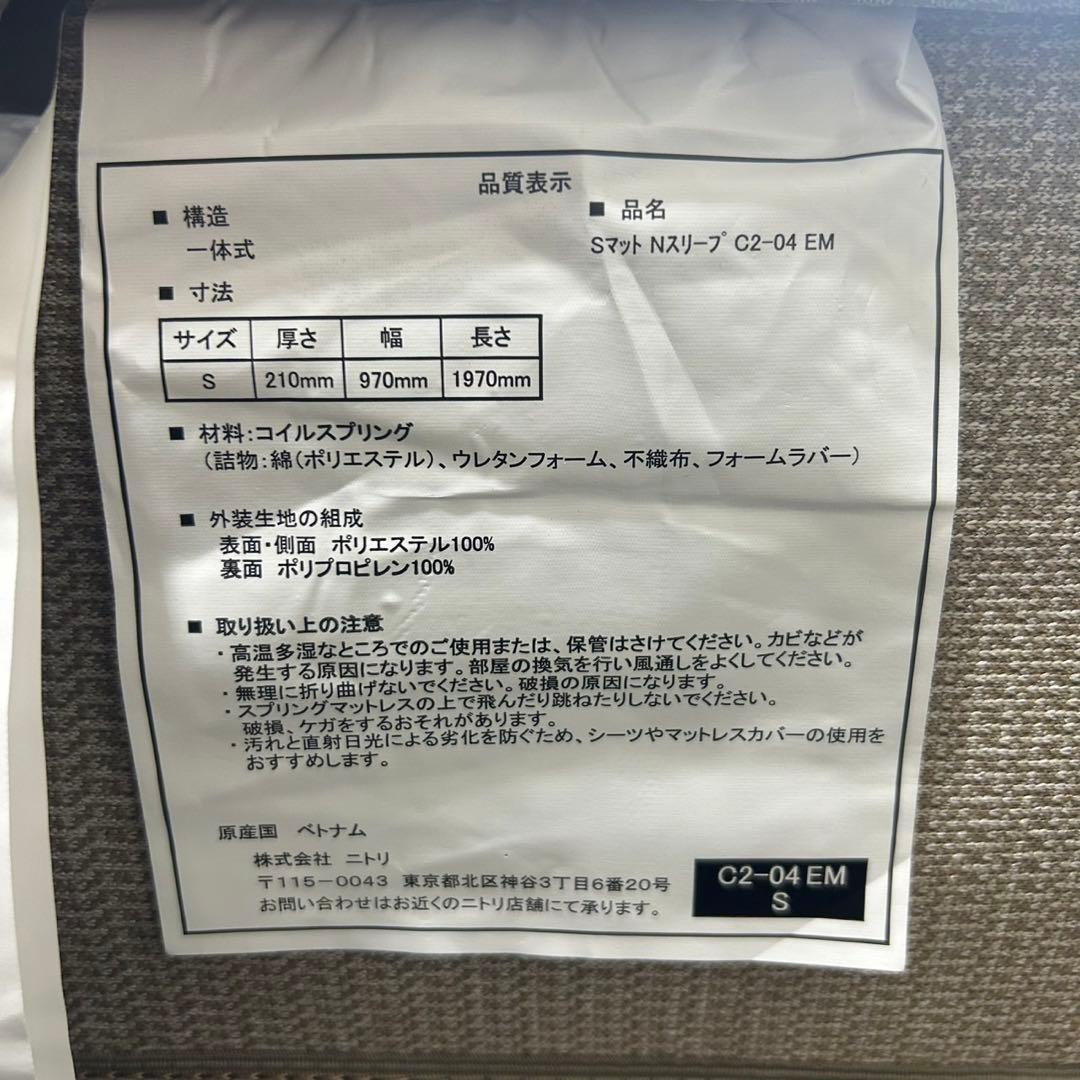 品質表示
■ 構造
一体式
■ 品名
Sマット Nスリープ C2-04 EM
■ 寸法
サイズ 厚さ 幅 長さ
S 210mm 970mm 1970mm
■ 材料:コイルスプリング
(詰物:綿(ポリエステル)、ウレタンフォーム、不織布、フォームラバー)
■ 外装生地の組成
表面・側面 ポリエステル100%
裏面 ポリプロピレン100%
■ 取り扱い上の注意
・高温多湿なところでのご使用または、保管はさけてください。カビなどが
発生する原因になります。部屋の換気を行い風通しをよくしてください。
・無理に折り曲げないでください。破損の原因になります。
・スプリングマットレスの上で飛んだり跳ねたりしないでください。
破損、ケガをするおそれがあります。
・汚れと直射日光による劣化を防ぐため、シーツやマットレスカバーの使用を
おすすめします。
原産国 ベトナム
株式会社 ニトリ
〒115-0043 東京都北区神谷3丁目6番20号
お問い合わせはお近くのニトリ店舗にて承ります。
C2-04 EM
S